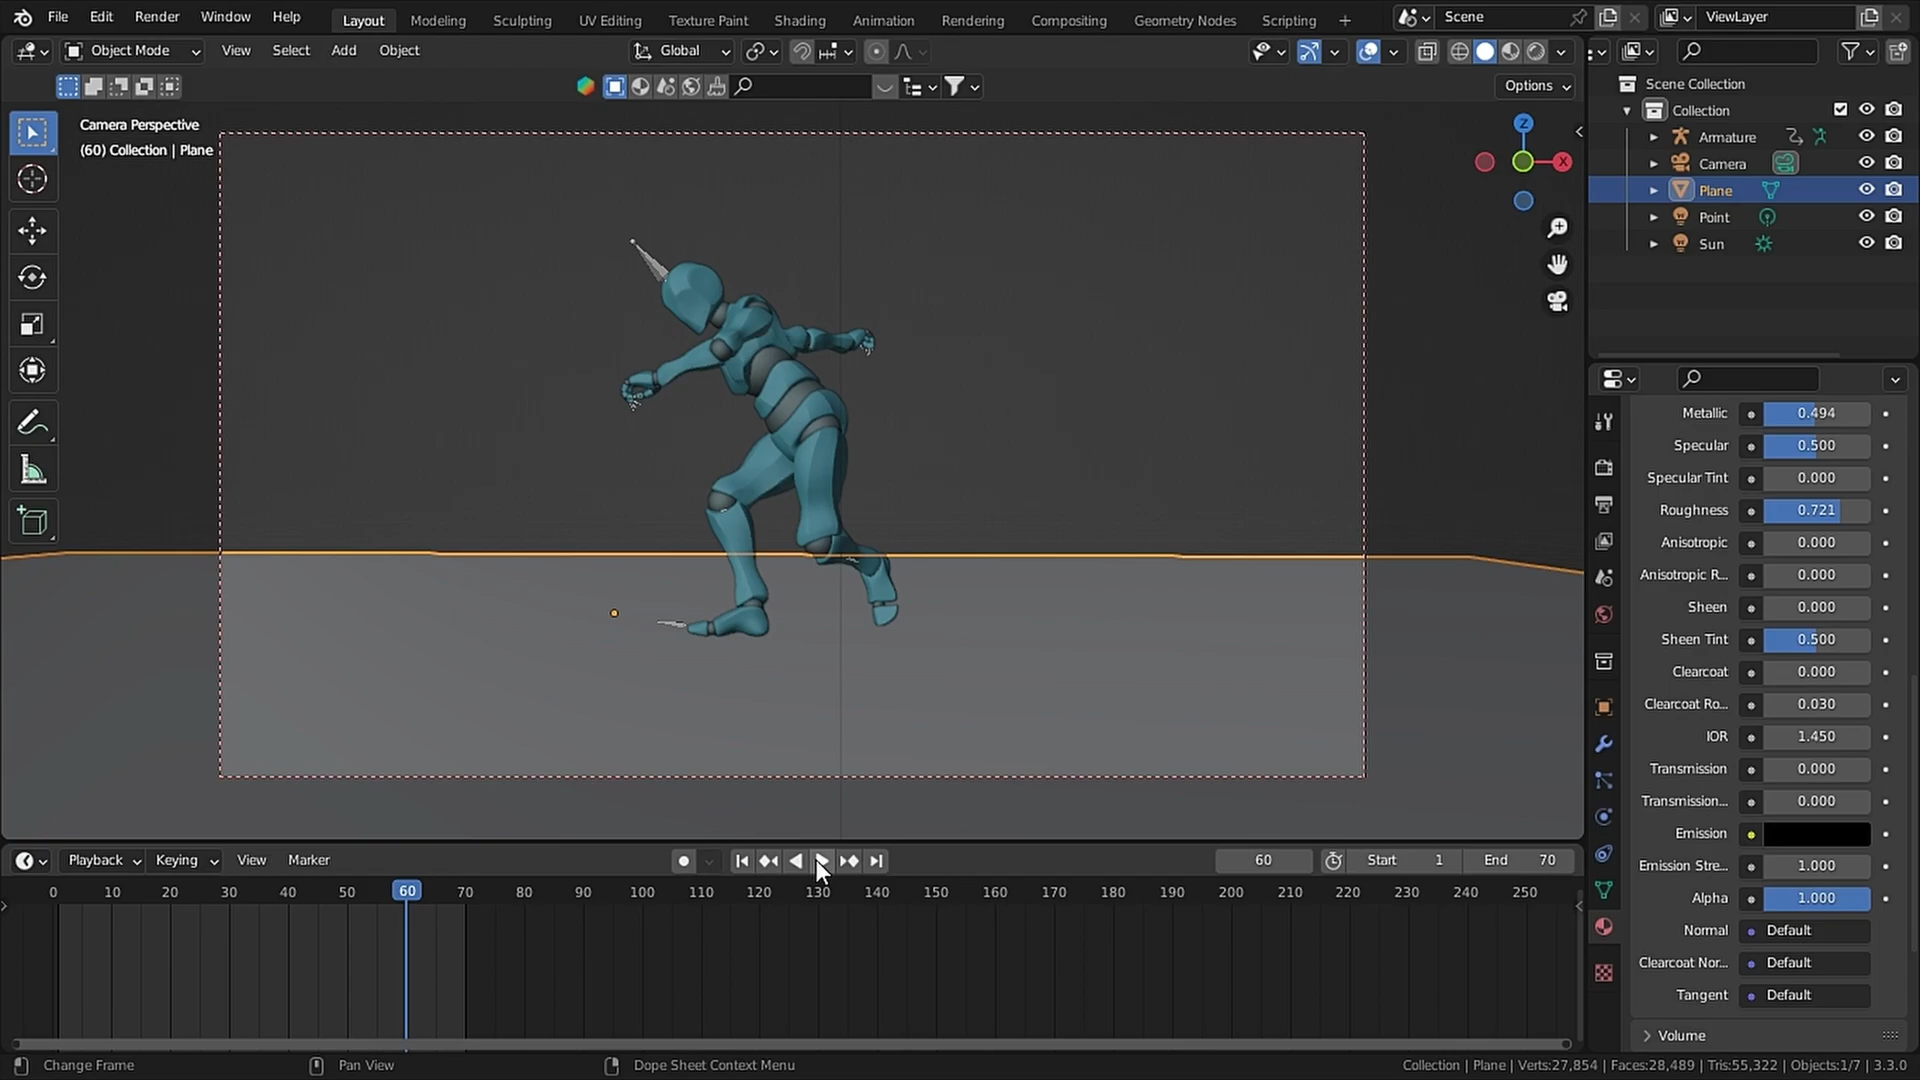 File Edit Render Window Help Layout Modeling Sculpting UV Editing Texture Paint Shading Animation Rendering Compositing Geometry Nodes Scripting + Scene ViewLayer
Object Mode View Select Add Object Global
Options
Camera Perspective
(60) Collection | Plane
Z
X
Scene Collection
Collection
Armature
Camera
Plane
Point
Sun
Metallic 0.494
Specular 0.500
Specular Tint 0.000
Roughness 0.721
Anisotropic 0.000
Anisotropic R... 0.000
Sheen 0.000
Sheen Tint 0.500
Clearcoat 0.000
Clearcoat Ro... 0.030
IOR 1.450
Transmission 0.000
Transmission... 0.000
Emission
Emission Stre... 1.000
Alpha 1.000
Normal Default
Clearcoat Nor... Default
Tangent Default
Volume
Playback Keying View Marker 60 Start 1 End 70
0 10 20 30 40 50 60 70 80 90 100 110 120 130 140 150 160 170 180 190 200 210 220 230 240 250
Change Frame Pan View Dope Sheet Context Menu Collection | Plane | Verts:27,854 | Faces:28,489 | Tris:55,322 | Objects:1/7 | 3.3.0